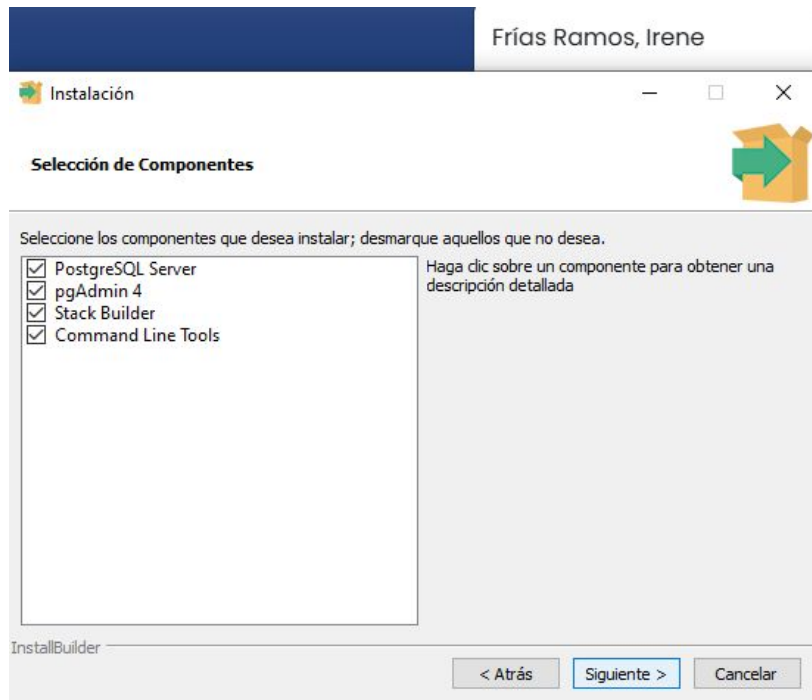 Frías Ramos, Irene
Instalación
Selección de Componentes
Seleccione los componentes que desea instalar; desmarque aquellos que no desea.
PostgreSQL Server
pgAdmin 4
Stack Builder
Command Line Tools
Haga clic sobre un componente para obtener una
descripción detallada
InstallBuilder
< Atrás
Siguiente >
Cancelar